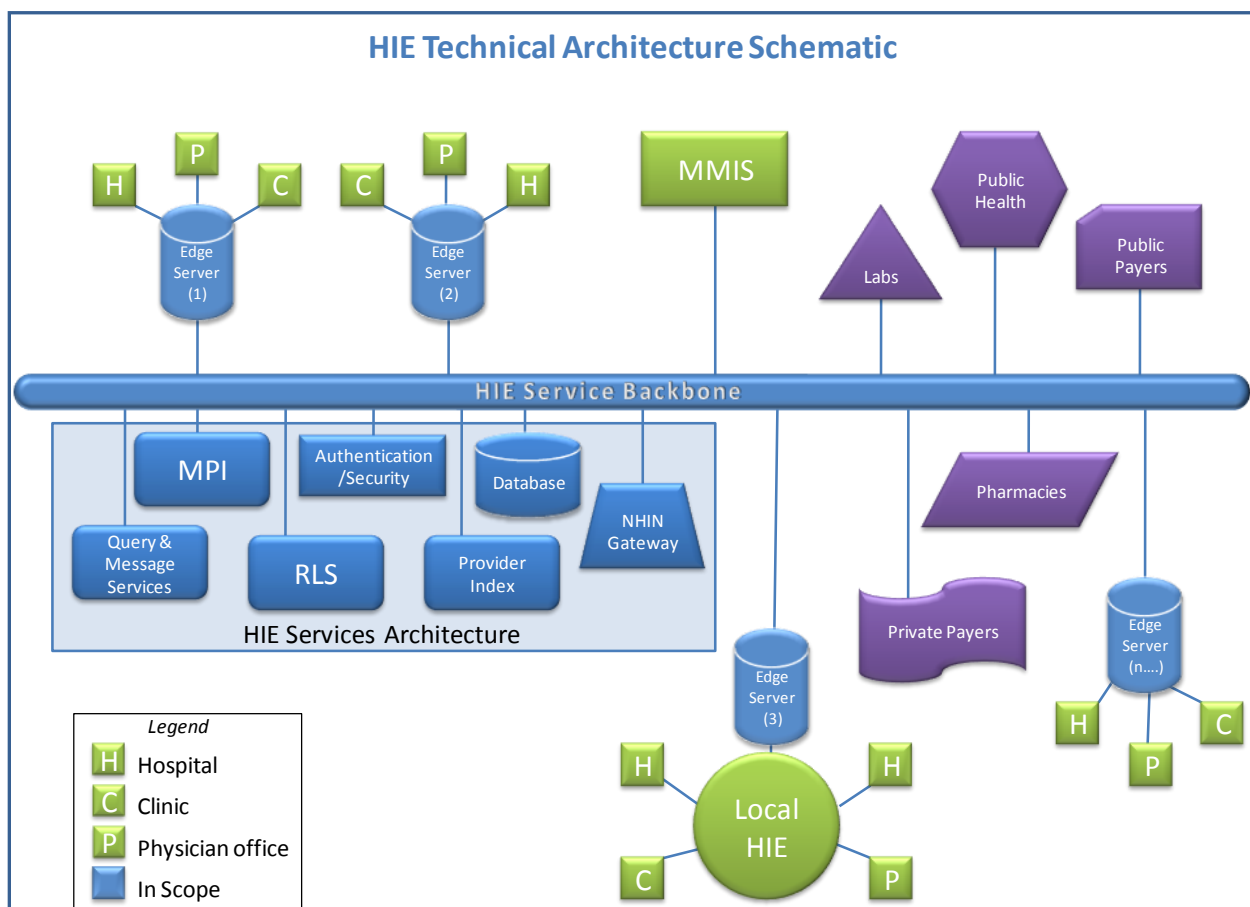 HIE Technical Architecture Schematic
P
H
C
Edge
Server
(1)
P
C
H
Edge
Server
(2)
MMIS
Labs
Public
Health
Public
Payers
HIE Service Backbone
MPI
Authentication
/Security
Database
NHIN
Gateway
Query &
Message
Services
RLS
Provider
Index
HIE Services Architecture
Pharmacies
Private Payers
Edge
Server
(3)
H
H
Local
HIE
C
P
Edge
Server
(n....)
H
C
P
Legend
H Hospital
C Clinic
P Physician office
In Scope